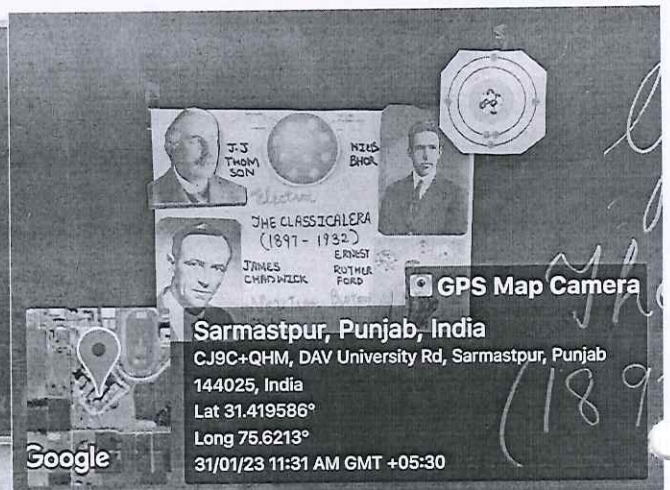 J.J
THOM
SON
NIES
BHOR
Electron
THE CLASSICAL ERA
(1897 - 1932)
JAMES
CHADWICK
ERNEST
RUTHER
FORD
GPS Map Camera
Sarmastpur, Punjab, India
CJ9C+QHM, DAV University Rd, Sarmastpur, Punjab
144025, India
Lat 31.419586°
Long 75.6213°
31/01/23 11:31 AM GMT +05:30
Google
(189